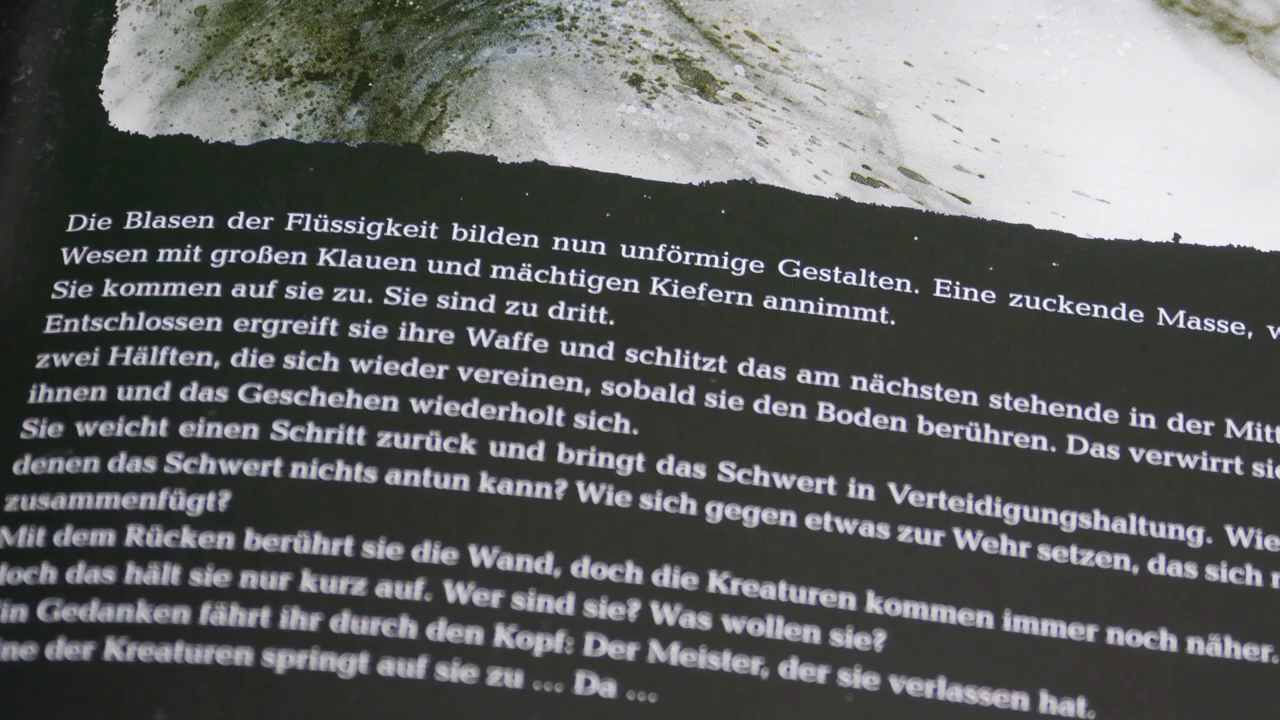 Die Blasen der Flüssigkeit bilden nun unförmige Gestalten. Eine zuckende Masse,
Wesen mit großen Klauen und mächtigen Kiefern annimmt.
Sie kommen auf sie zu. Sie sind zu dritt.
Entschlossen ergreift sie ihre Waffe und schlitzt das am nächsten stehende in der
zwei Hälften, die sich wieder vereinen, sobald sie den Boden berühren. Das verwirrt
ihnen und das Geschehen wiederholt sich.
Sie weicht einen Schritt zurück und bringt das Schwert in Verteidigungshaltung. Wie
denen das Schwert nichts antun kann? Wie sich gegen etwas zur Wehr setzen, das sich
zusammenfügt?
Mit dem Rücken berührt sie die Wand, doch die Kreaturen kommen immer noch näher.
das hält sie nur kurz auf. Wer sind sie? Was wollen sie?
Gedanken fährt ihr durch den Kopf: Der Meister, der sie verlassen hat.
der Kreaturen springt auf sie zu ... Da ...